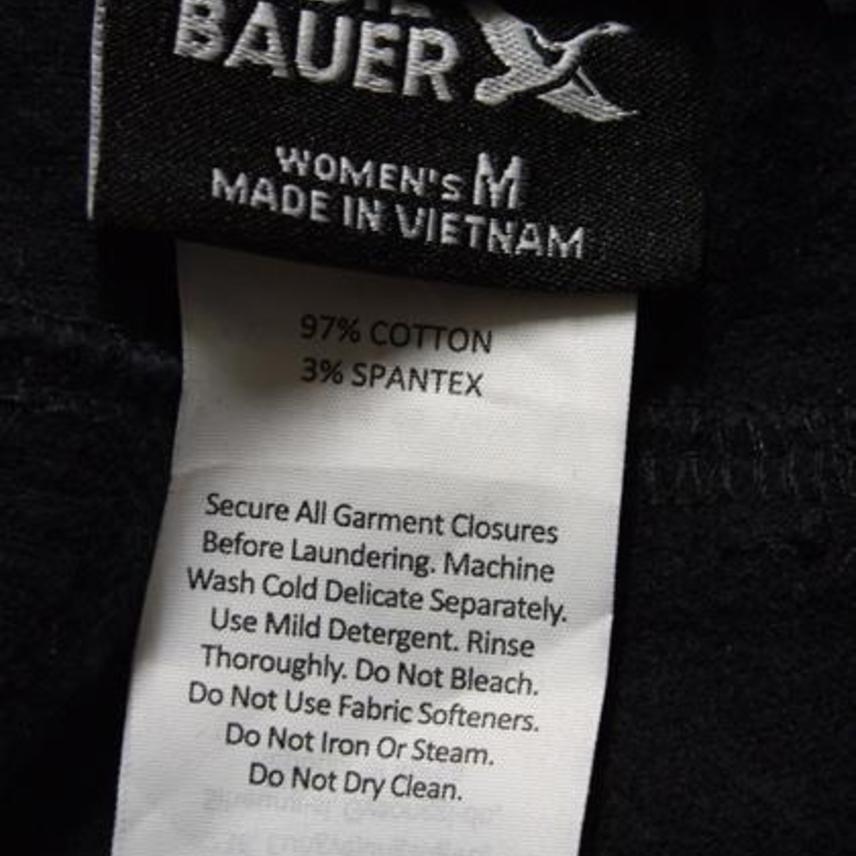 BAUER
WOMEN'S M
MADE IN VIETNAM
97% COTTON
3% SPANTEX
Secure All Garment Closures
Before Laundering. Machine
Wash Cold Delicate Separately.
Use Mild Detergent. Rinse
Thoroughly. Do Not Bleach.
Do Not Use Fabric Softeners.
Do Not Iron Or Steam.
Do Not Dry Clean.